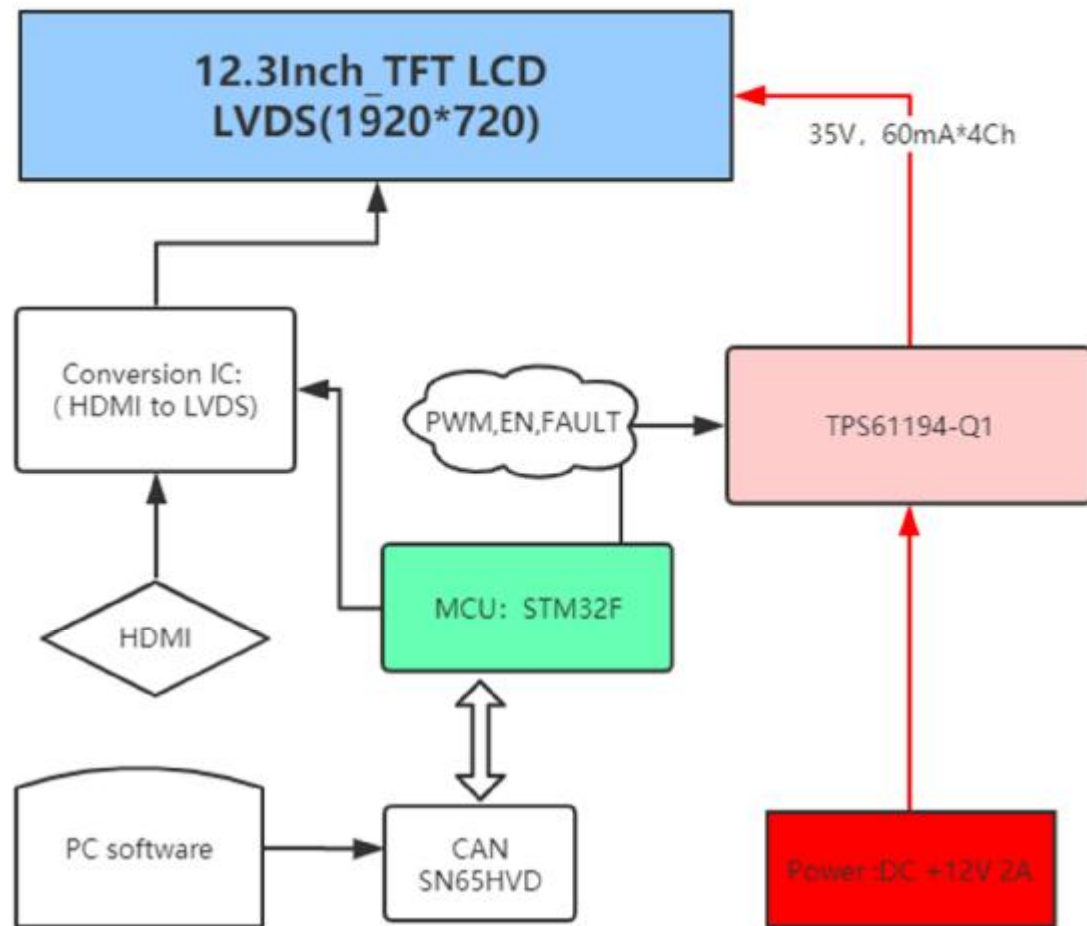 12.3Inch_TFT LCD
LVDS(1920*720)
35V, 60mA*4Ch
Conversion IC:
( HDMI to LVDS)
PWM,EN,FAULT
TPS61194-Q1
MCU: STM32F
HDMI
PC software
CAN
SN65HVD
Power :DC +12V 2A